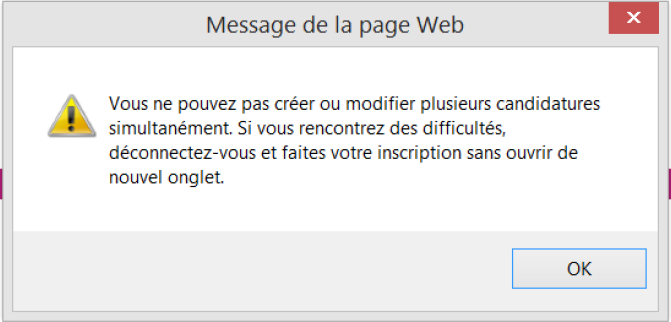 Message de la page Web
x
Vous ne pouvez pas créer ou modifier plusieurs candidatures
simultanément. Si vous rencontrez des difficultés,
déconnectez-vous et faites votre inscription sans ouvrir de
nouvel onglet.
OK